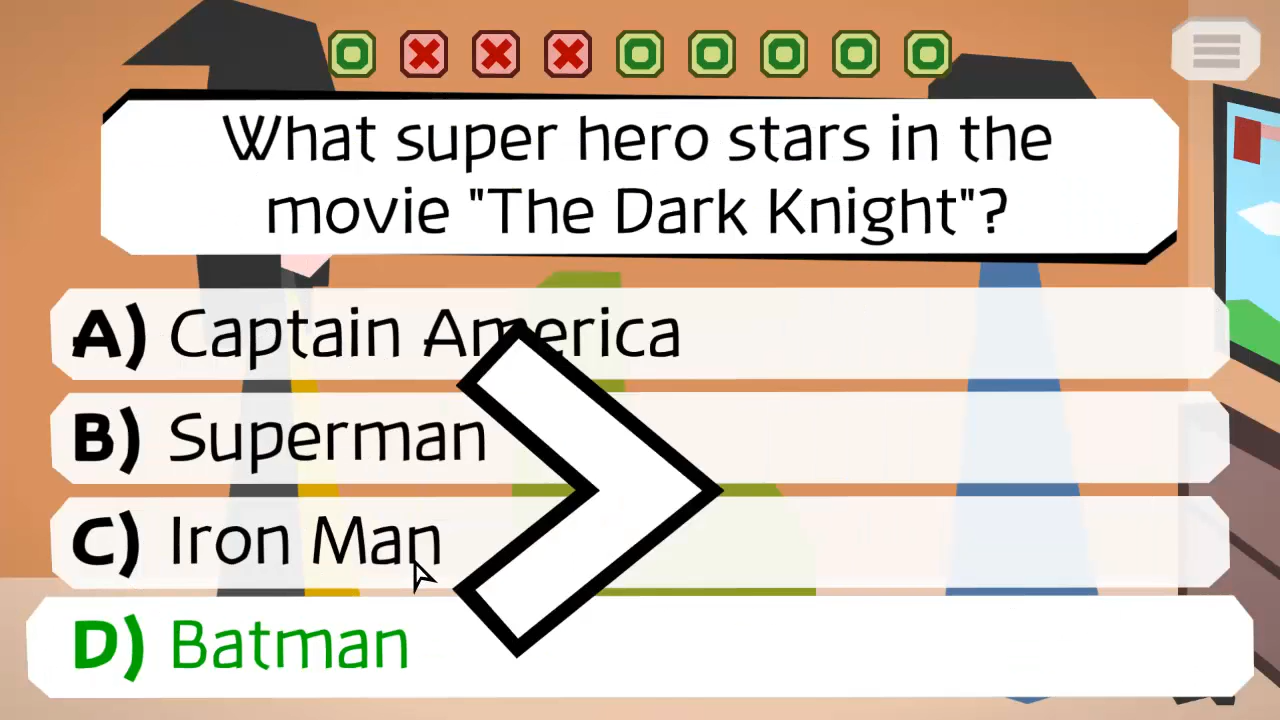 What super hero stars in the
movie "The Dark Knight"?
A) Captain America
B) Superman
C) Iron Man
D) Batman